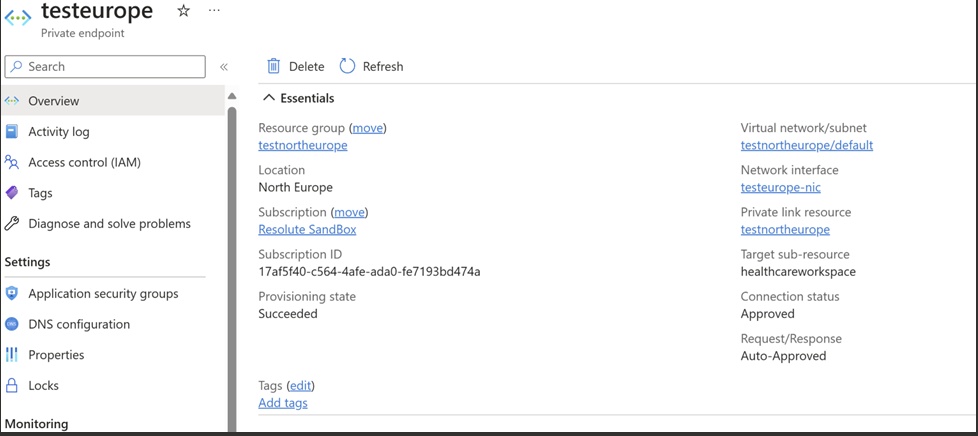 testeurope
Private endpoint
Search
Overview
Activity log
Access control (IAM)
Tags
Diagnose and solve problems
Settings
Application security groups
DNS configuration
Properties
Locks
Monitoring
Delete Refresh
Essentials
Resource group (move)
testnortheurope
Location
North Europe
Subscription (move)
Resolute SandBox
Subscription ID
17af5f40-c564-4afe-ada0-fe7193bd474a
Provisioning state
Succeeded
Virtual network/subnet
testnortheurope/default
Network interface
testeurope-nic
Private link resource
testnortheurope
Target sub-resource
healthcareworkspace
Connection status
Approved
Request/Response
Auto-Approved
Tags (edit)
Add tags